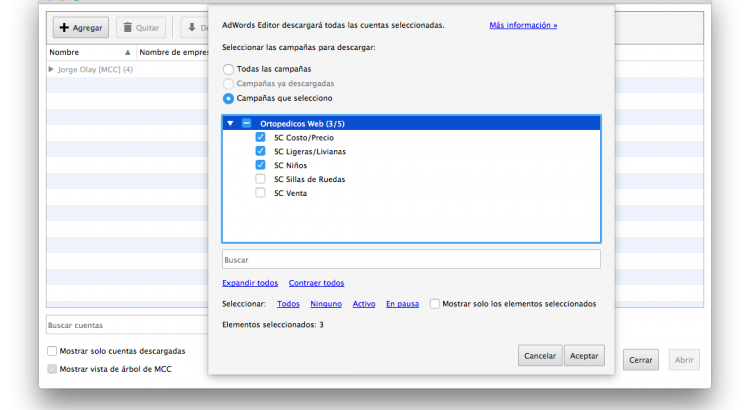 Agregar
Quitar
Nombre
Nombre de empre
Jorge Olay [MCC] (4)
AdWords Editor descargará todas las cuentas seleccionadas. Más información »
Seleccionar las campañas para descargar:
Todas las campañas
Campañas ya descargadas
Campañas que selecciono
Ortopedicos Web (3/5)
SC Costo/Precio
SC Ligeras/Livianas
SC Niños
SC Sillas de Ruedas
SC Venta
Buscar
Expandir todos Contraer todos
Seleccionar: Todos Ninguno Activo En pausa Mostrar solo los elementos seleccionados
Elementos seleccionados: 3
Cancelar Aceptar
Buscar cuentas
Mostrar solo cuentas descargadas
Mostrar vista de árbol de MCC
Cerrar Abrir